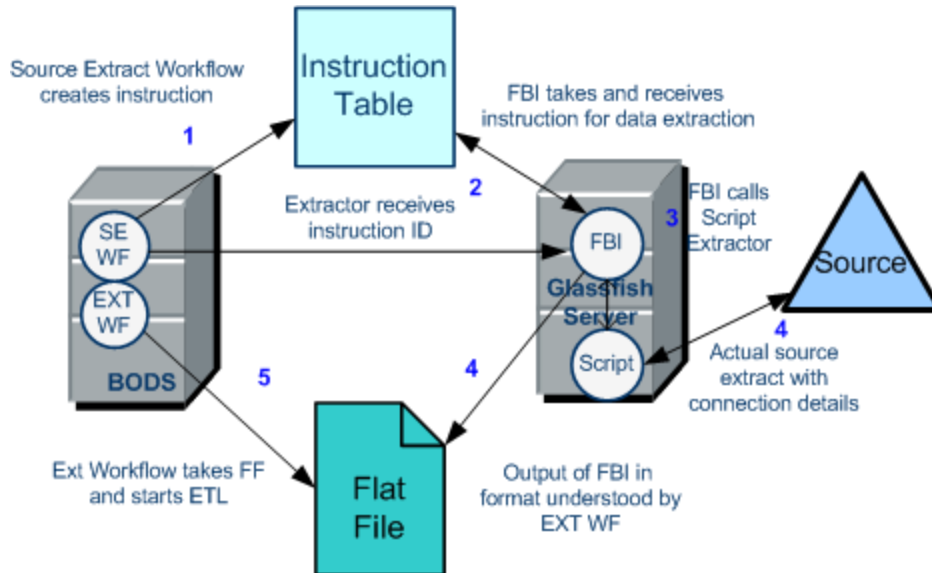 Source Extract Workflow
creates instruction
1
Instruction
Table
FBI takes and receives
instruction for data extraction
2
Extractor receives
instruction ID
SE
WF
EXT
WF
BODS
FBI
Glassfish
Server
Script
3
FBI calls
Script
Extractor
Source
4
Actual source
extract with
connection details
5
4
Ext Workflow takes FF
and starts ETL
Flat
File
Output of FBI in
format understood by
EXT WF